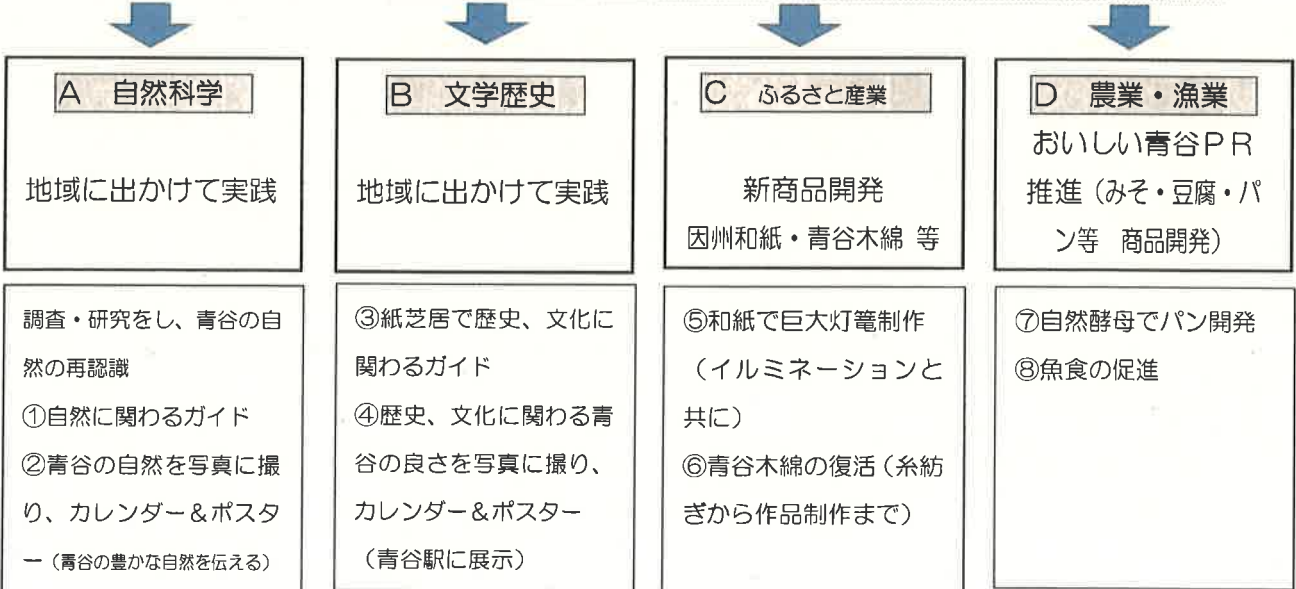 A 自然科学
地域に出かけて実践
調査・研究をし、青谷の自
然の再認識
①自然に関わるガイド
②青谷の自然を写真に撮
り、カレンダー&ポスタ
ー(青谷の豊かな自然を伝える)
B 文学歴史
地域に出かけて実践
③紙芝居で歴史、文化に
関わるガイド
④歴史、文化に関わる青
谷の良さを写真に撮り、
カレンダー&ポスター
(青谷駅に展示)
C ふるさと産業
新商品開発
因州和紙・青谷木綿 等
⑤和紙で巨大灯篭制作
(イルミネーションと
共に)
⑥青谷木綿の復活(糸紡
ぎから作品制作まで)
D 農業・漁業
おいしい青谷PR
推進(みそ・豆腐・パ
ン等 商品開発)
⑦自然酵母でパン開発
⑧魚食の促進